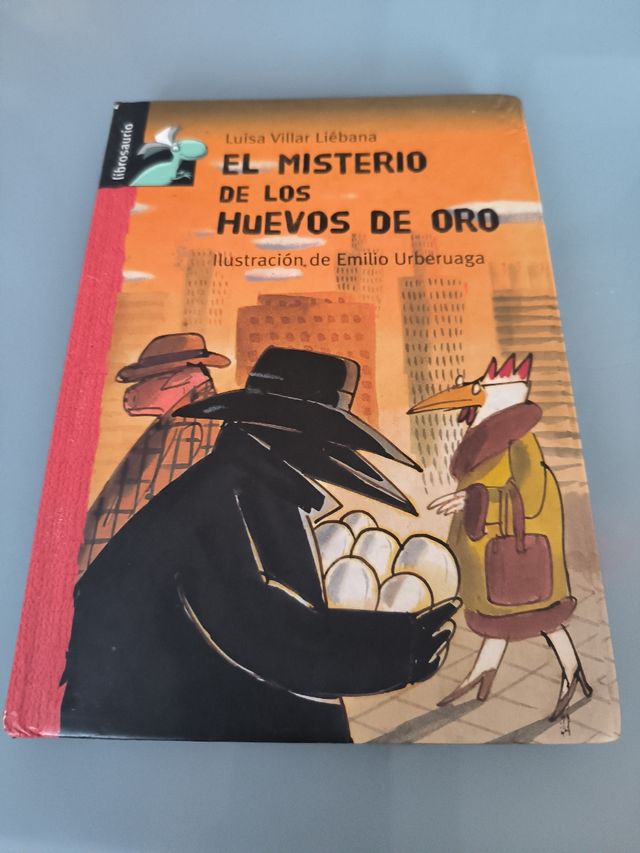 librosaurio
Luisa Villar Liébana
EL MISTERIO
DE LOS
HUEVOS DE ORO
Ilustración de Emilio Urberuaga